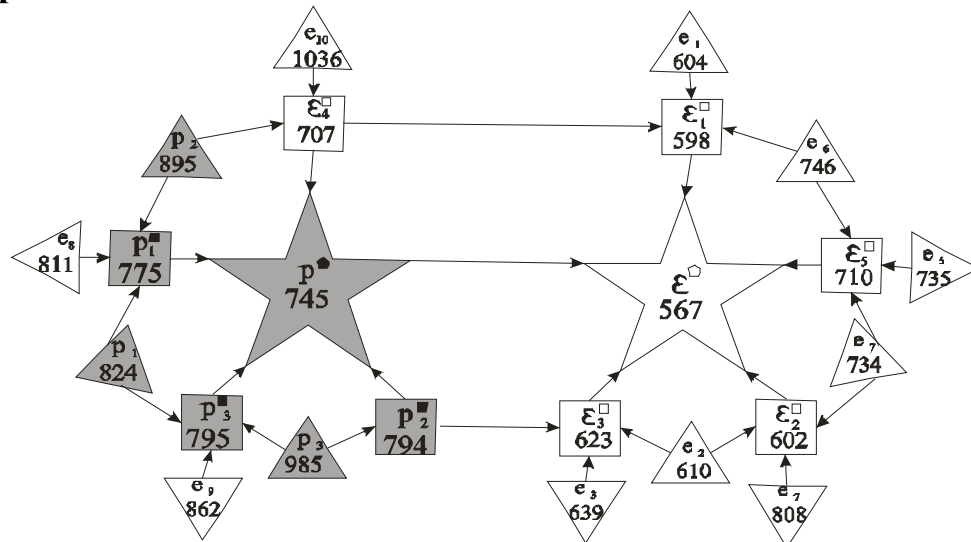 e₁₀
1036
e₁
604
ε₄□
707
ε₁□
598
p₂
895
e₆
746
e₈
811
p₁■
775
p⬟
745
ε⬠
567
ε₅□
710
e₅
735
p₁
824
e₇
734
p₃■
795
p₃
985
p₂■
794
ε₃□
623
e₂
610
ε₂□
602
e₉
862
e₃
639
e₇
808